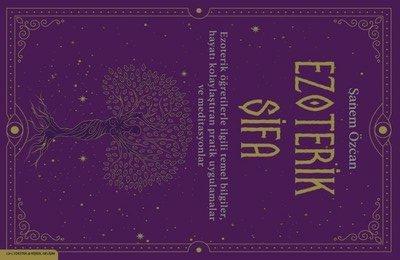 Sanem Özcan
EZOTERİK
ŞİFA
Ezoterik öğretilerle ilgili temel bilgiler,
hayatı kolaylaştıran pratik uygulamalar
ve meditasyonlar